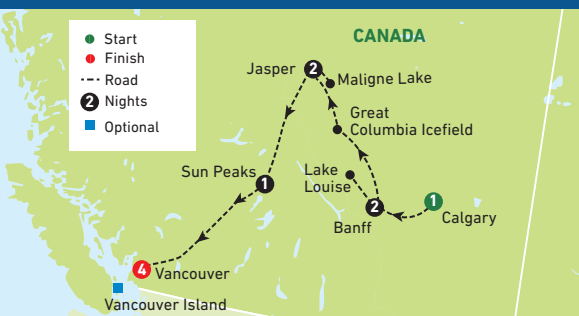 Start
Finish
Road
2 Nights
Optional
CANADA
Jasper 2
Maligne Lake
Great
Columbia Icefield
Sun Peaks 1
Lake
Louise
2
Banff
1
Calgary
4 Vancouver
Vancouver Island